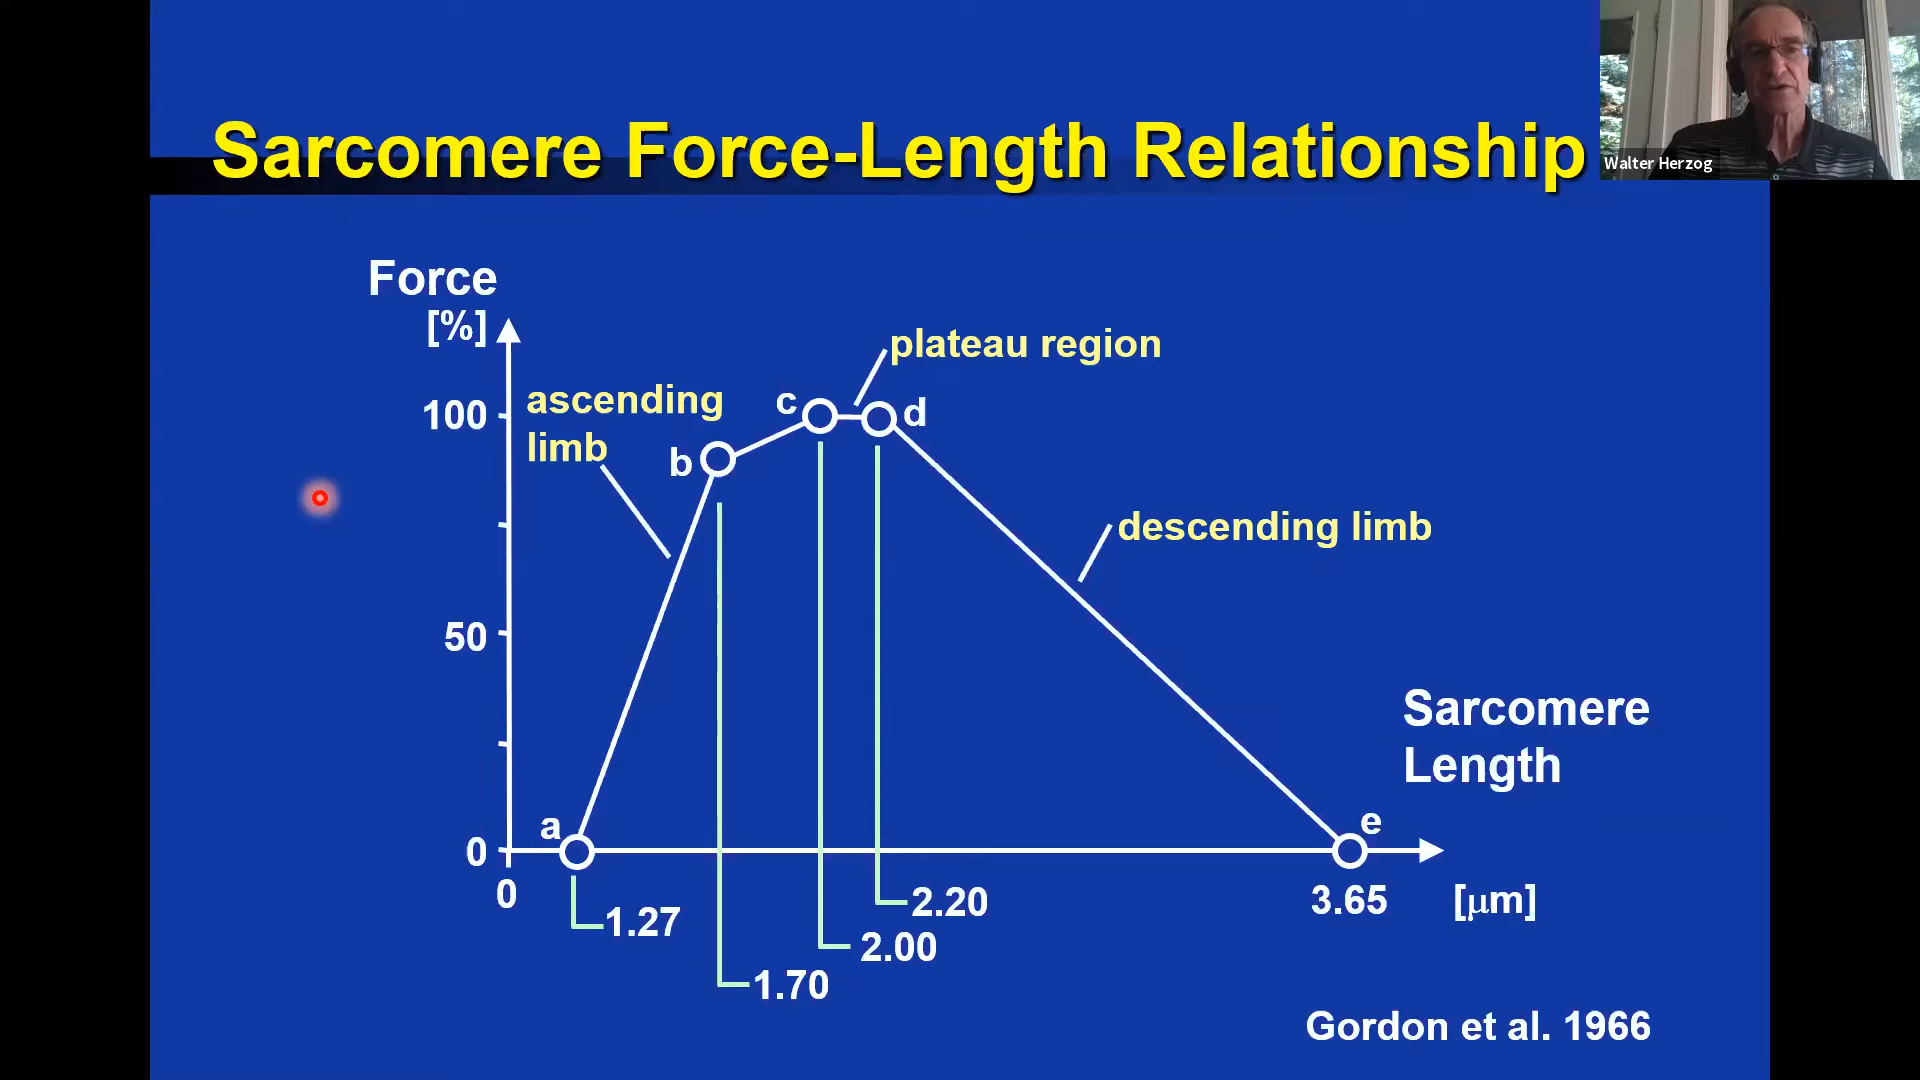 Sarcomere Force-Length Relationship
Walter Herzog
Force
[%]
plateau region
ascending
limb
100
c
d
b
descending limb
50
Sarcomere
Length
a
e
0
0
1.27
2.20
3.65
[μm]
2.00
1.70
Gordon et al. 1966